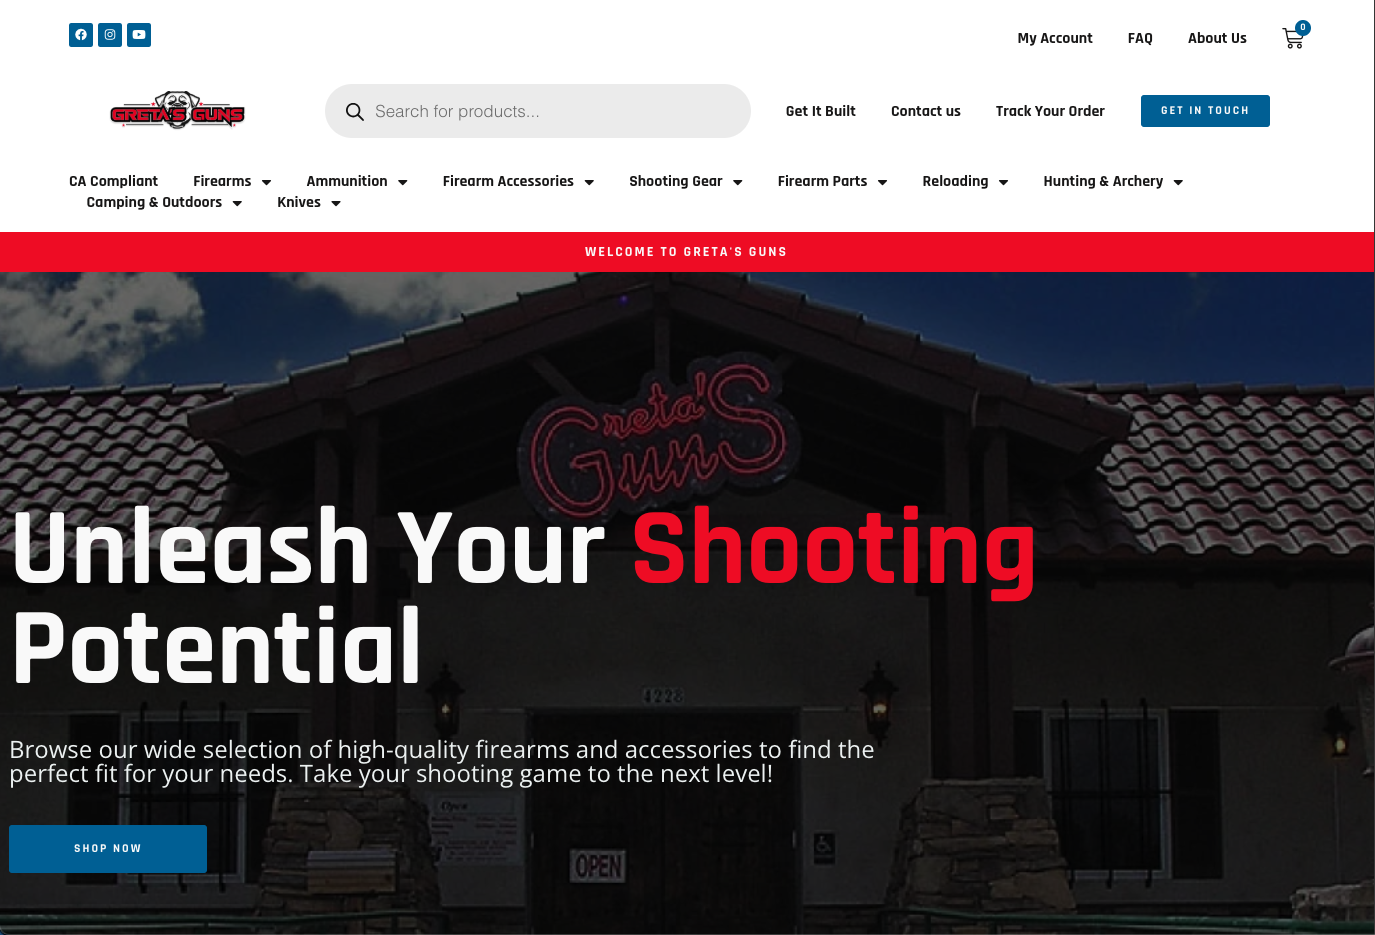 My Account FAQ About Us 0
GRETA'S GUNS
Search for products...
Get It Built Contact us Track Your Order GET IN TOUCH
CA Compliant Firearms Ammunition Firearm Accessories Shooting Gear Firearm Parts Reloading Hunting & Archery
Camping & Outdoors Knives
WELCOME TO GRETA'S GUNS
Greta's
Guns
Unleash Your Shooting
Potential
4228
Browse our wide selection of high-quality firearms and accessories to find the
perfect fit for your needs. Take your shooting game to the next level!
Open
SHOP NOW
OPEN